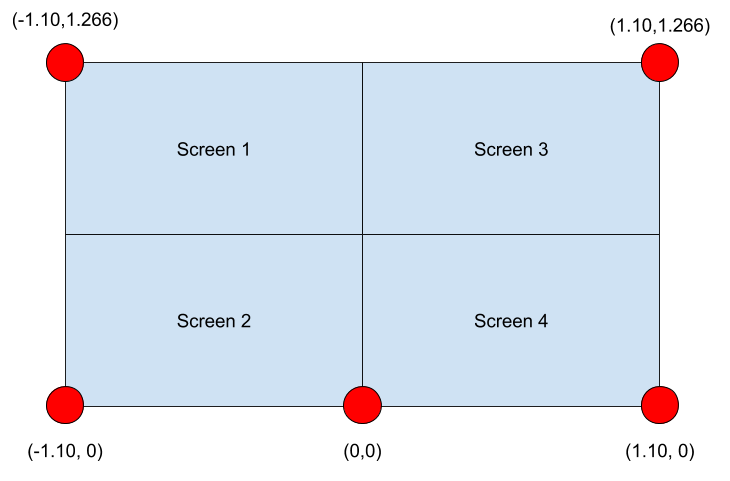 (-1.10,1.266)
(1.10,1.266)
Screen 1
Screen 3
Screen 2
Screen 4
(-1.10, 0)
(0,0)
(1.10, 0)